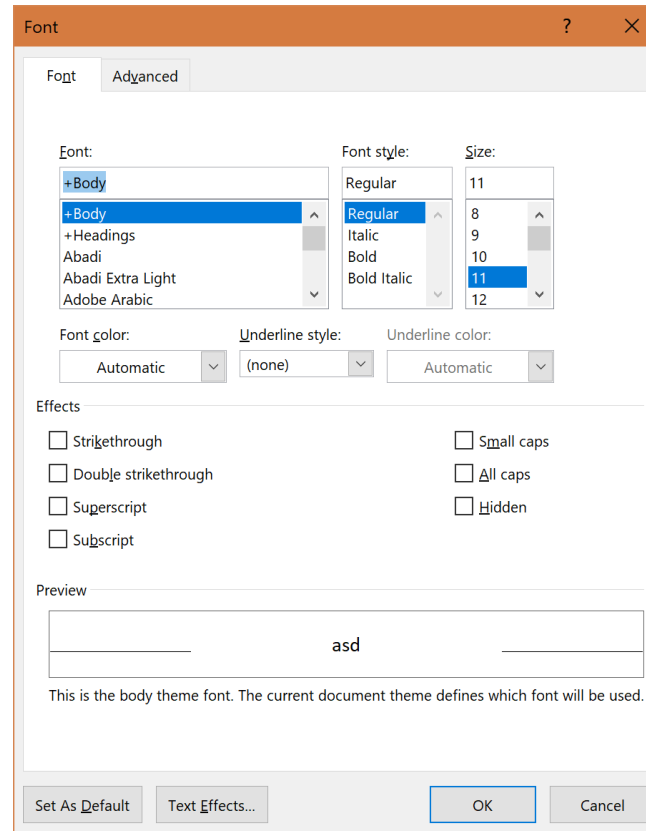 Font ?
Font Advanced
Font: Font style: Size:
+Body Regular 11
+Body Regular 8
+Headings Italic 9
Abadi Bold 10
Abadi Extra Light Bold Italic 11
Adobe Arabic 12
Font color: Underline style: Underline color:
Automatic (none) Automatic
Effects
Strikethrough Small caps
Double strikethrough All caps
Superscript Hidden
Subscript
Preview
asd
This is the body theme font. The current document theme defines which font will be used.
Set As Default Text Effects... OK Cancel